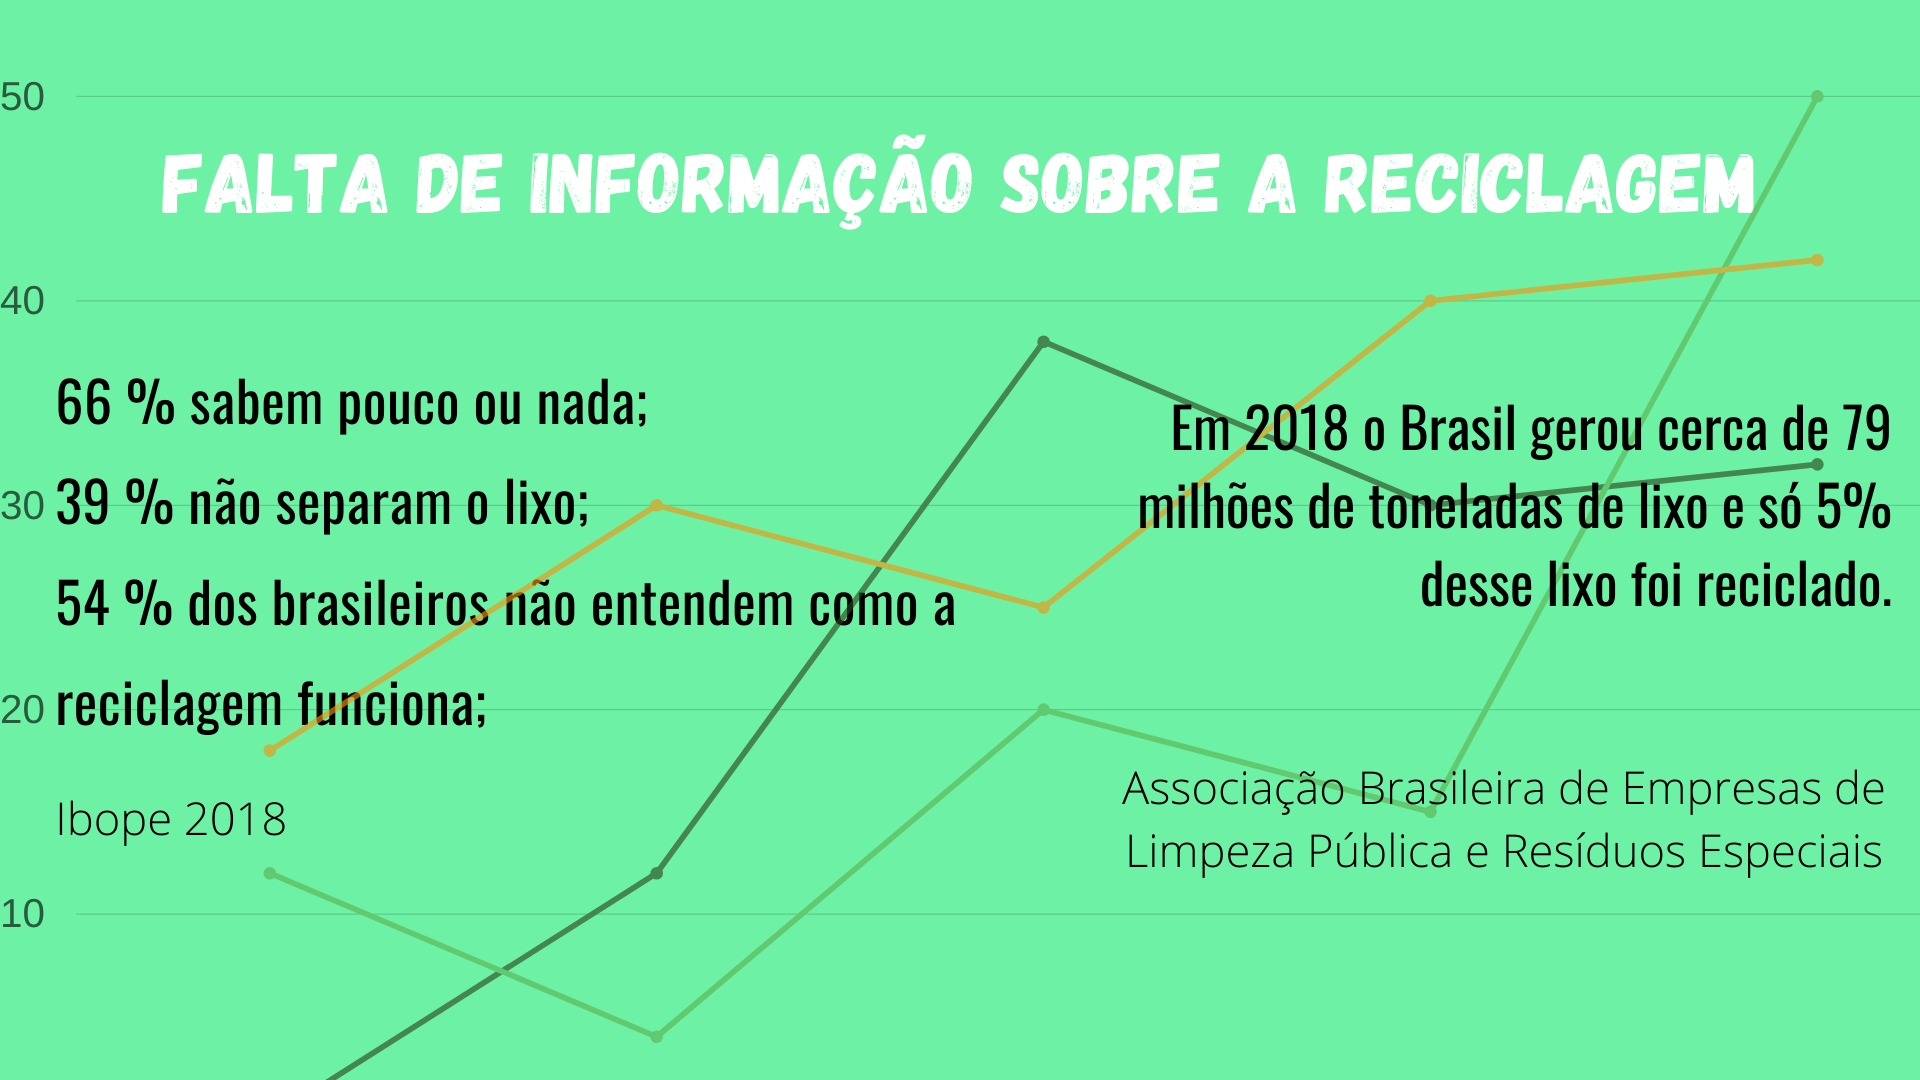 50
FALTA DE INFORMAÇÃO SOBRE A RECICLAGEM
40
66 % sabem pouco ou nada;
39 % não separam o lixo;
30
54 % dos brasileiros não entendem como a
reciclagem funciona;
20
Ibope 2018
10
Em 2018 o Brasil gerou cerca de 79
milhões de toneladas de lixo e só 5%
desse lixo foi reciclado.
Associação Brasileira de Empresas de
Limpeza Pública e Resíduos Especiais